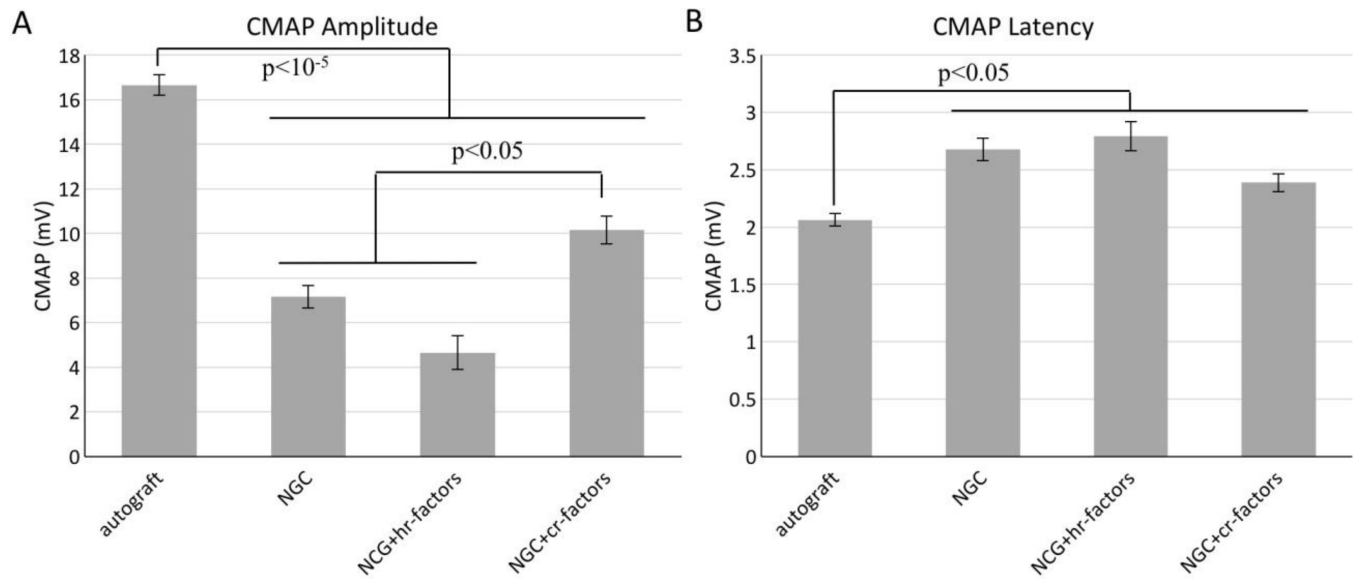 A
CMAP Amplitude
CMAP (mV)
18
16
14
12
10
8
6
4
2
0
p<10-5
p<0.05
autograft
NGC
NCG+hr-factors
NGC+cr-factors
B
CMAP Latency
CMAP (mV)
3.5
3
2.5
2
1.5
1
0.5
0
p<0.05
autograft
NGC
NCG+hr-factors
NGC+cr-factors